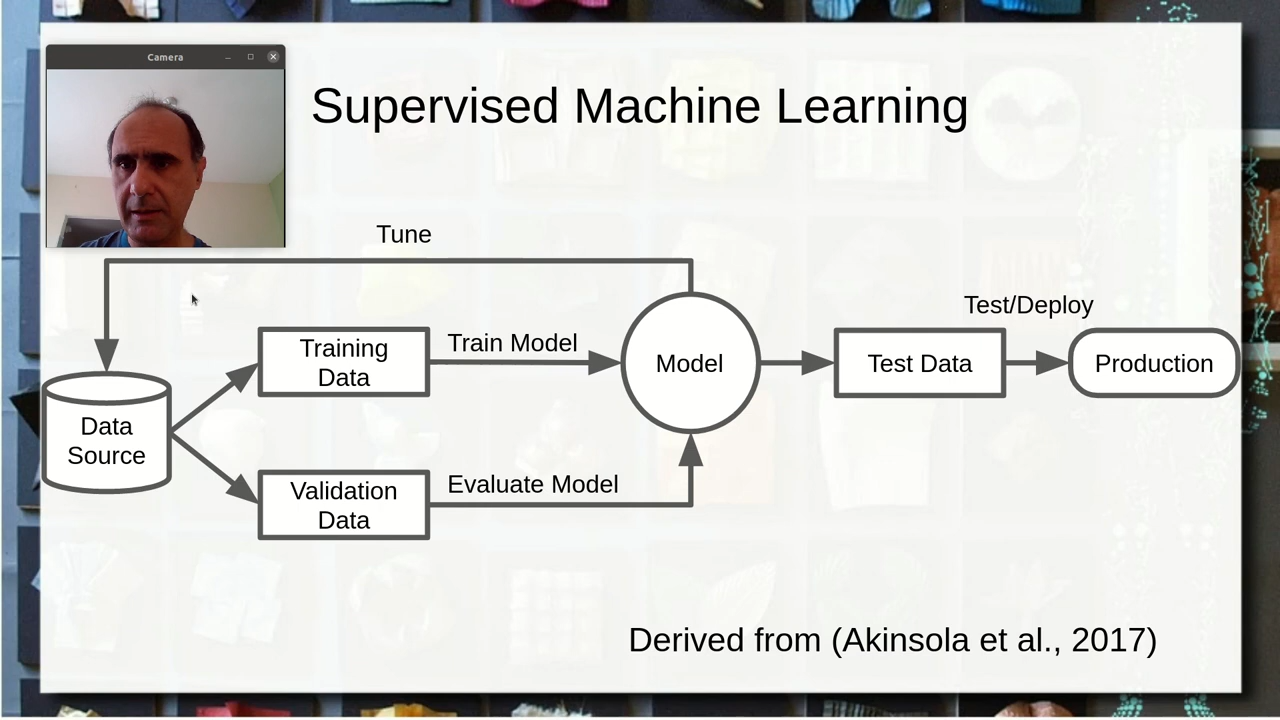 Camera
Supervised Machine Learning
Tune
Test/Deploy
Training
Data
Train Model
Model
Test Data
Production
Data
Source
Validation
Data
Evaluate Model
Derived from (Akinsola et al., 2017)